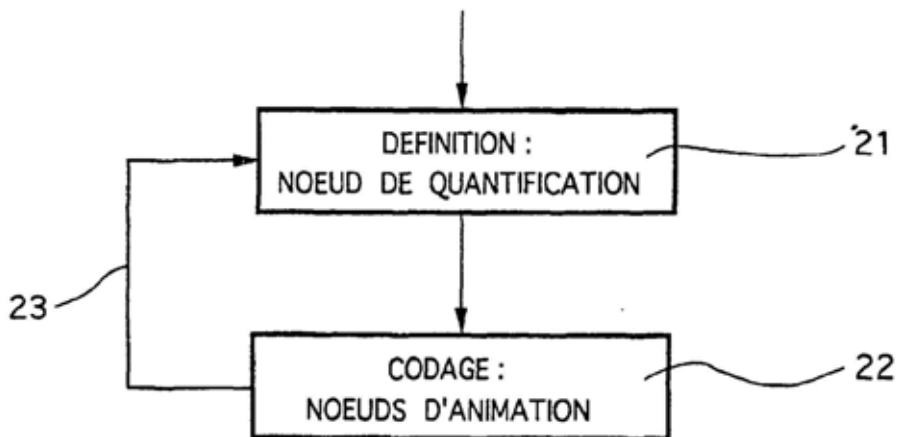 DEFINITION :
NOEUD DE QUANTIFICATION
21
23
CODAGE :
NOEUDS D'ANIMATION
22